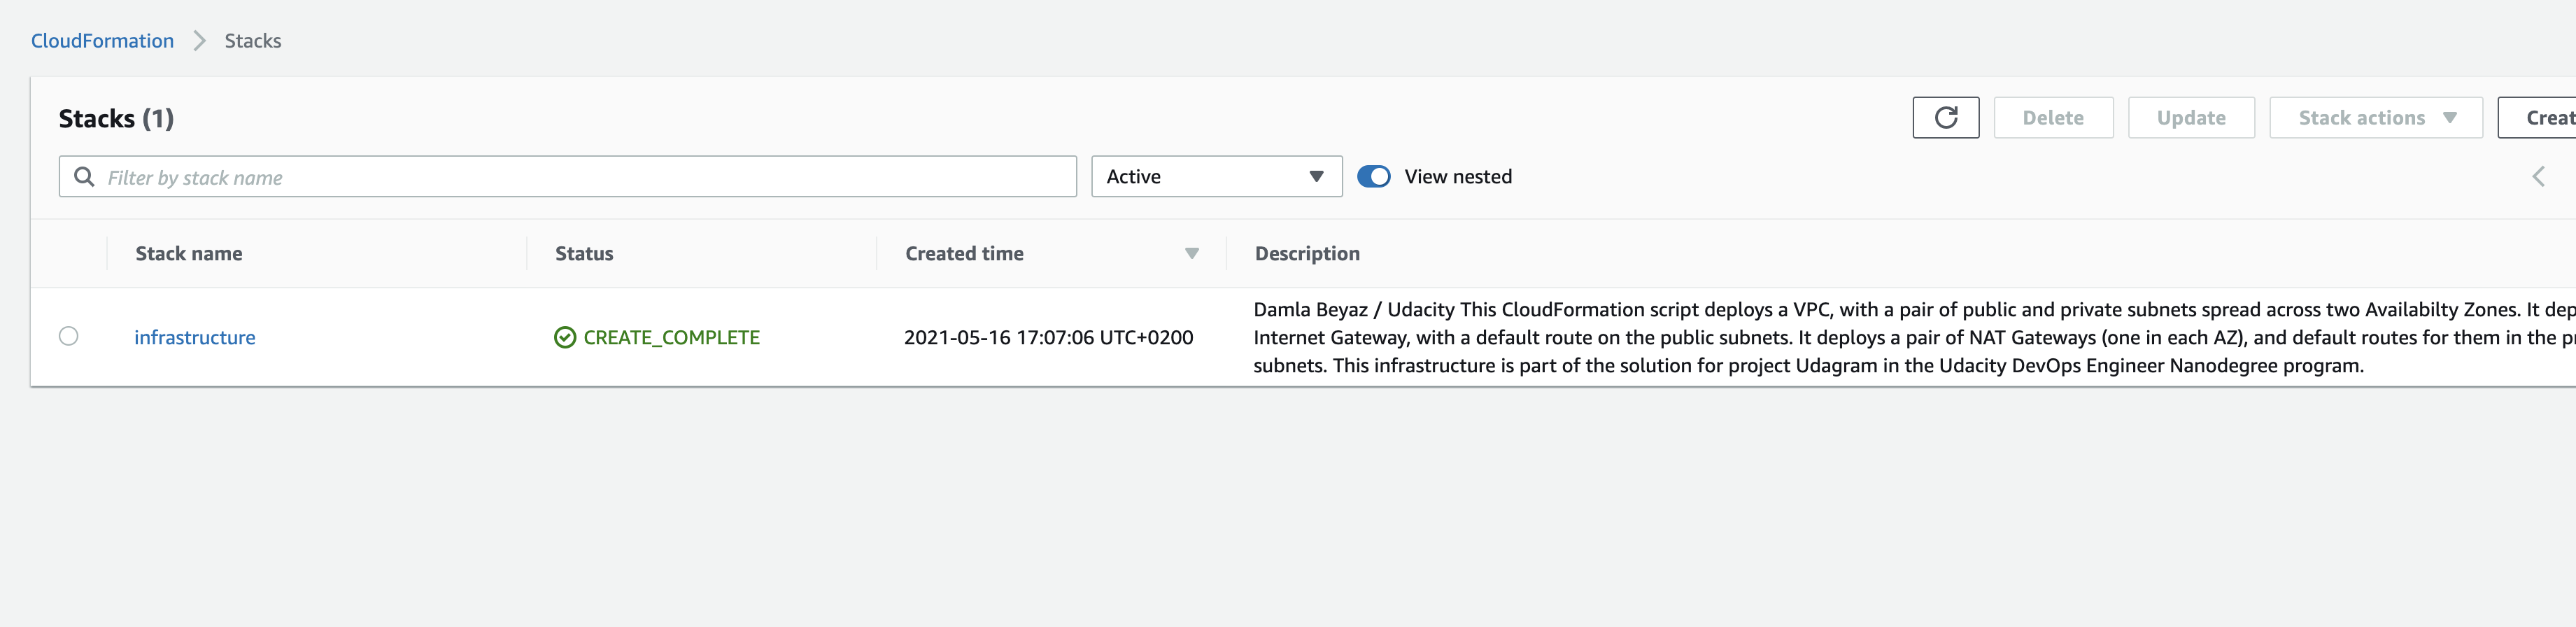 CloudFormation > Stacks
Stacks (1)
Delete
Update
Stack actions
Filter by stack name
Active
View nested
Stack name
Status
Created time
Description
infrastructure
CREATE_COMPLETE
2021-05-16 17:07:06 UTC+0200
Damla Beyaz / Udacity This CloudFormation script deploys a VPC, with a pair of public and private subnets spread across two Availabilty Zones. It
Internet Gateway, with a default route on the public subnets. It deploys a pair of NAT Gateways (one in each AZ), and default routes for them in the
subnets. This infrastructure is part of the solution for project Udagram in the Udacity DevOps Engineer Nanodegree program.